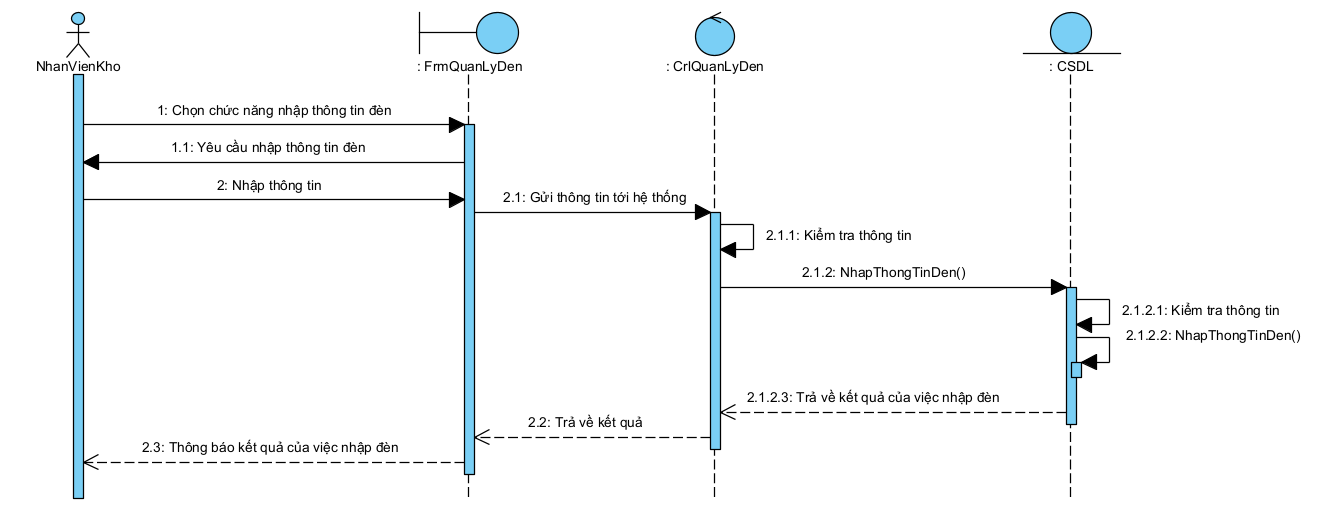 NhanVienKho
: FrmQuanLyDen
: CrlQuanLyDen
: CSDL
1: Chọn chức năng nhập thông tin đèn
1.1: Yêu cầu nhập thông tin đèn
2: Nhập thông tin
2.1: Gửi thông tin tới hệ thống
2.1.1: Kiểm tra thông tin
2.1.2: NhapThongTinDen()
2.1.2.1: Kiểm tra thông tin
2.1.2.2: NhapThongTinDen()
2.1.2.3: Trả về kết quả của việc nhập đèn
2.2: Trả về kết quả
2.3: Thông báo kết quả của việc nhập đèn